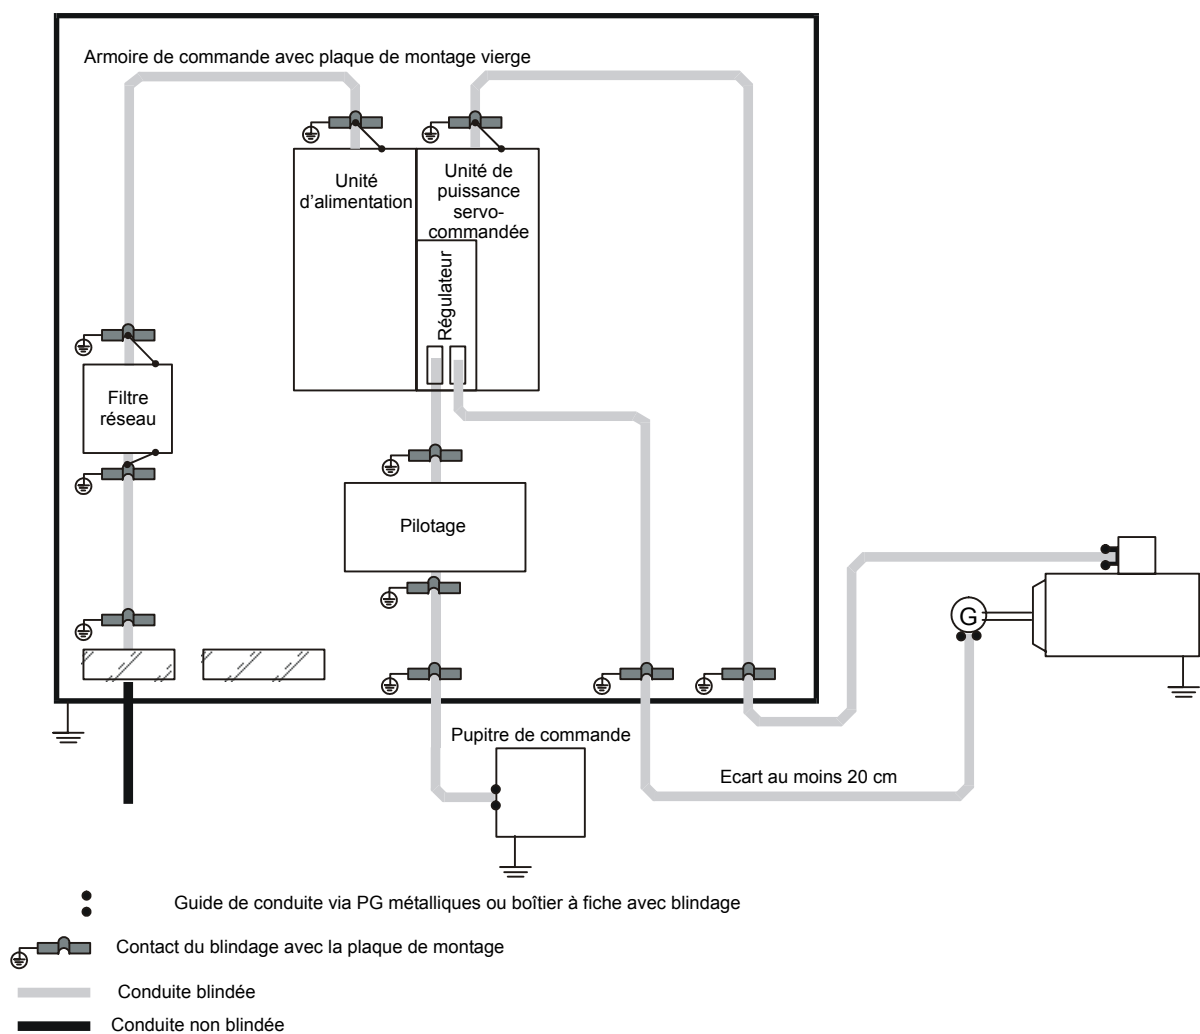 Armoire de commande avec plaque de montage vierge
Unité
d'alimentation
Unité de
puissance
servo-
commandée
Régulateur
Filtre
réseau
Pilotage
G
Pupitre de commande
Ecart au moins 20 cm
Guide de conduite via PG métalliques ou boîtier à fiche avec blindage
Contact du blindage avec la plaque de montage
Conduite blindée
Conduite non blindée